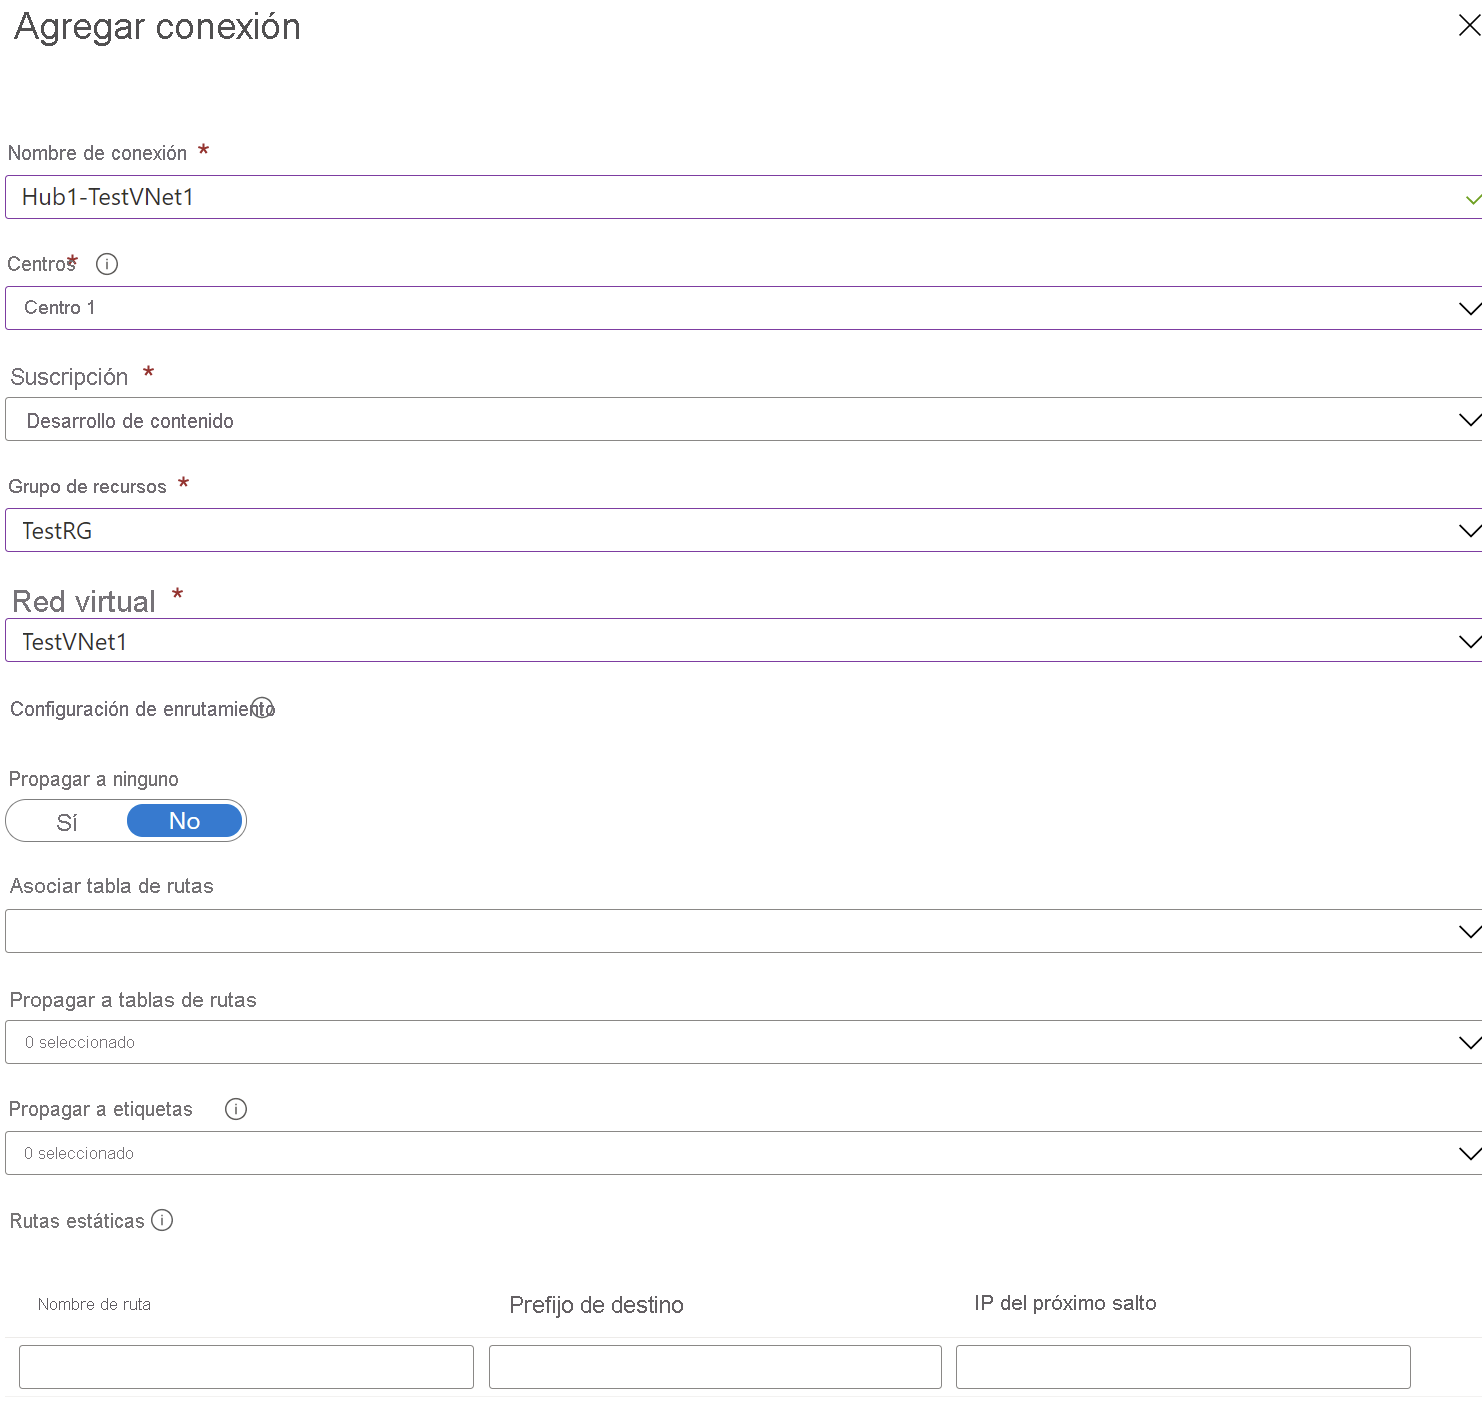 Agregar conexión
Nombre de conexión *
Hub1-TestVNet1
Centros*
Centro 1
Suscripción *
Desarrollo de contenido
Grupo de recursos *
TestRG
Red virtual *
TestVNet1
Configuración de enrutamiento
Propagar a ninguno
Sí No
Asociar tabla de rutas
Propagar a tablas de rutas
0 seleccionado
Propagar a etiquetas
0 seleccionado
Rutas estáticas
Nombre de ruta Prefijo de destino IP del próximo salto